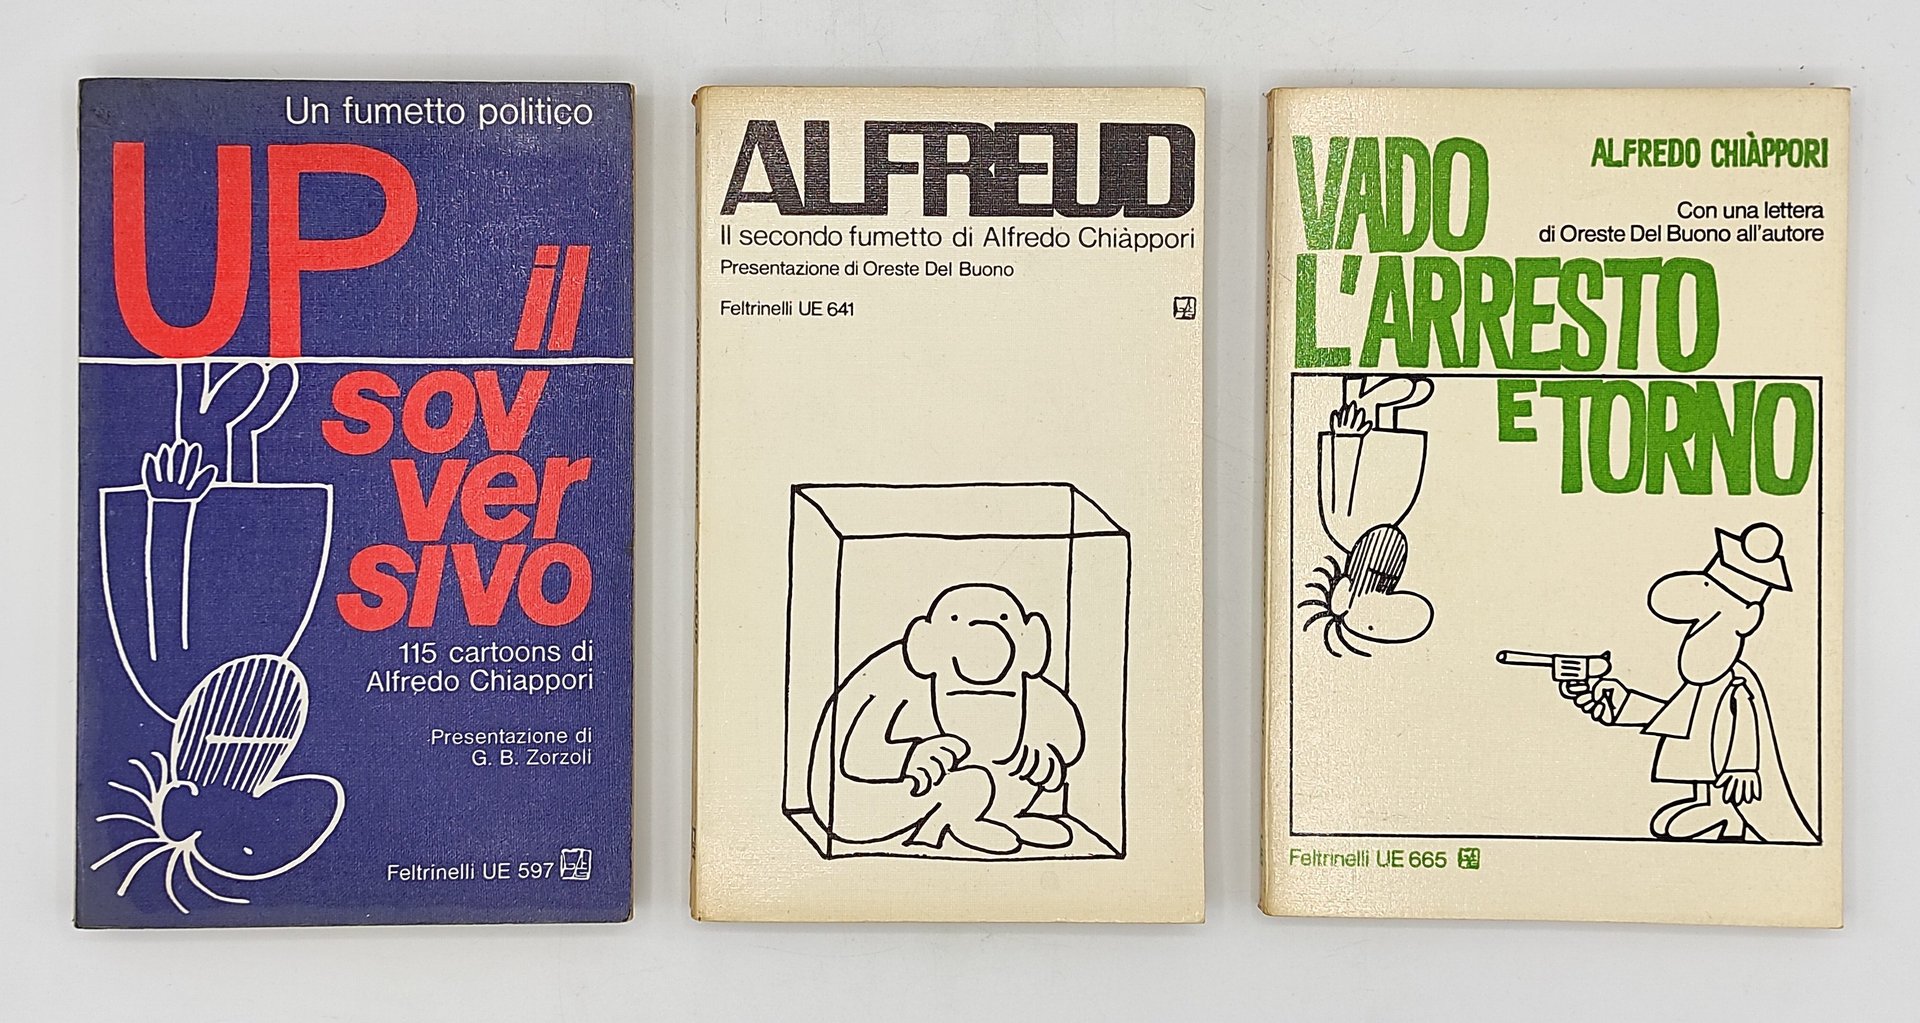 Un fumetto politico
UP il
sov
ver
sivo
115 cartoons di
Alfredo Chiappori
Presentazione di
G. B. Zorzoli
Feltrinelli UE 597
ALFREUD
Il secondo fumetto di Alfredo Chiàppori
Presentazione di Oreste Del Buono
Feltrinelli UE 641
VADO
L'ARRESTO
E TORNO
ALFREDO CHIÀPPORI
Con una lettera
di Oreste Del Buono all'autore
Feltrinelli UE 665